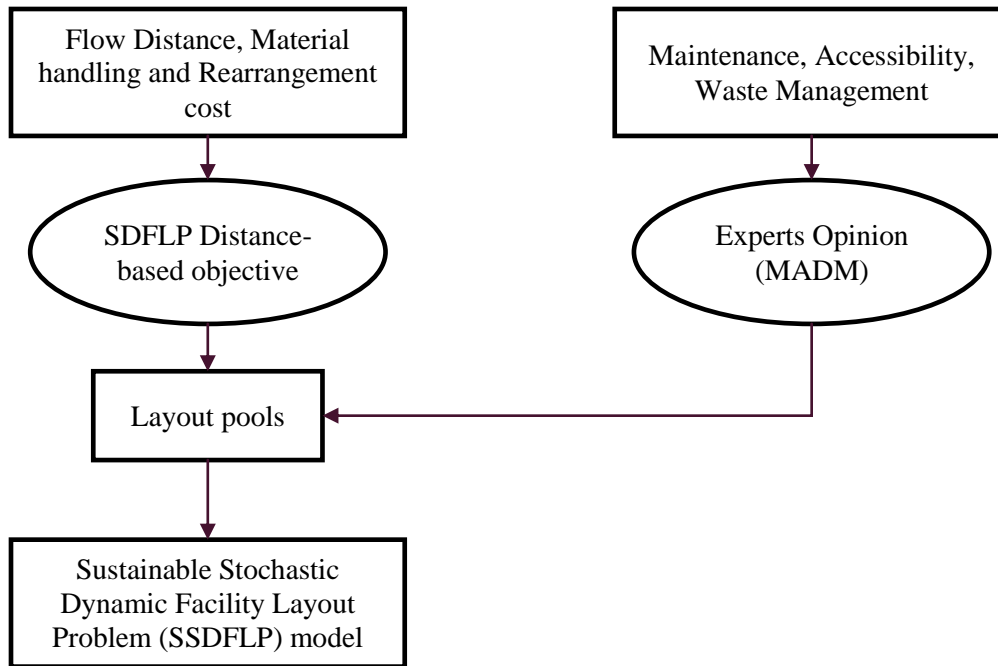 Flow Distance, Material
handling and Rearrangement
cost
Maintenance, Accessibility,
Waste Management
SDFLP Distance-
based objective
Experts Opinion
(MADM)
Layout pools
Sustainable Stochastic
Dynamic Facility Layout
Problem (SSDFLP) model